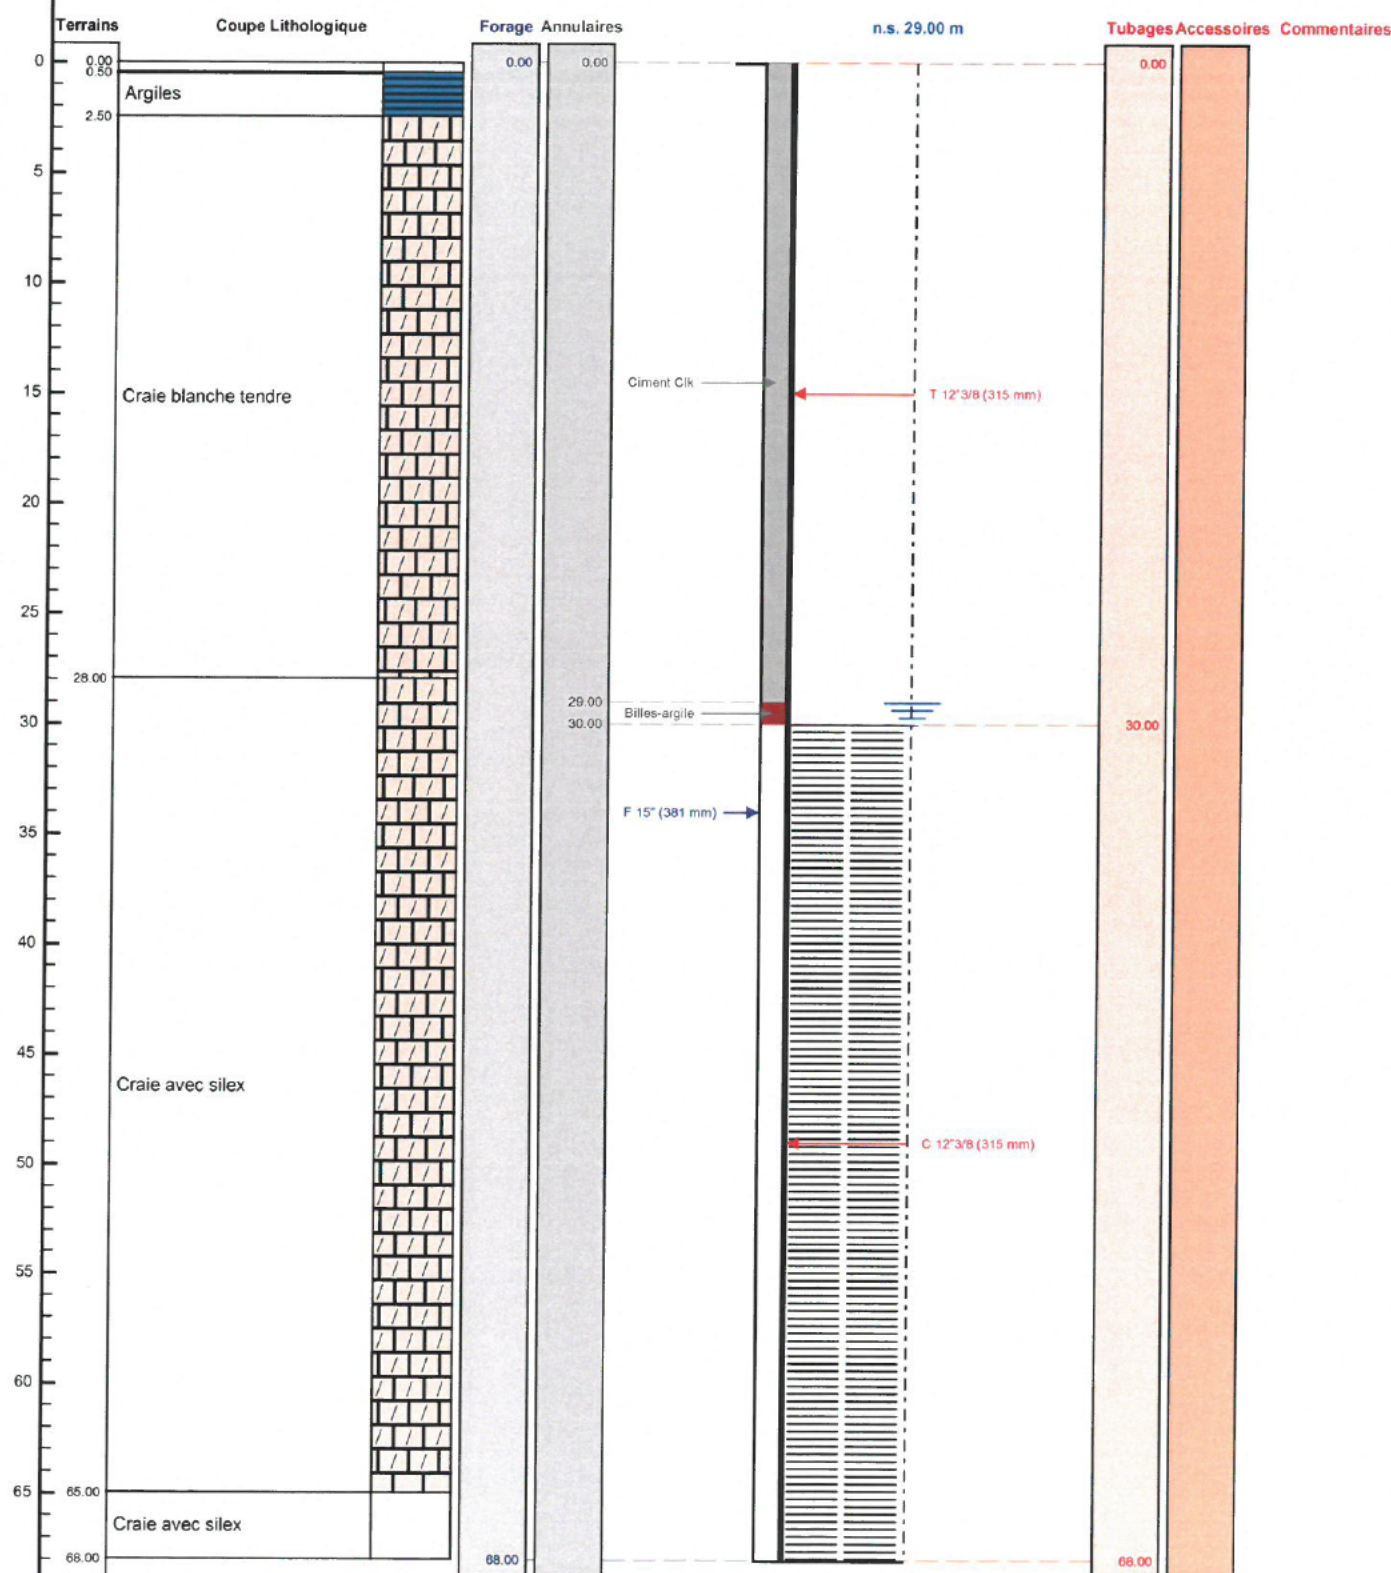 Terrains Coupe Lithologique Forage Annulaires n.s. 29.00 m Tubages Accessoires Commentaires
0 0.00 0.00 0.00 0.00
0.50
Argiles
2.50
5
10
Ciment Clk
15 Craie blanche tendre T 12"3/8 (315 mm)
20
25
28.00
29.00
Billes-argile
30 30.00 30.00
F 15" (381 mm)
35
40
45
Craie avec silex
C 12"3/8 (315 mm)
50
55
60
65 65.00
Craie avec silex
68.00 68.00 68.00